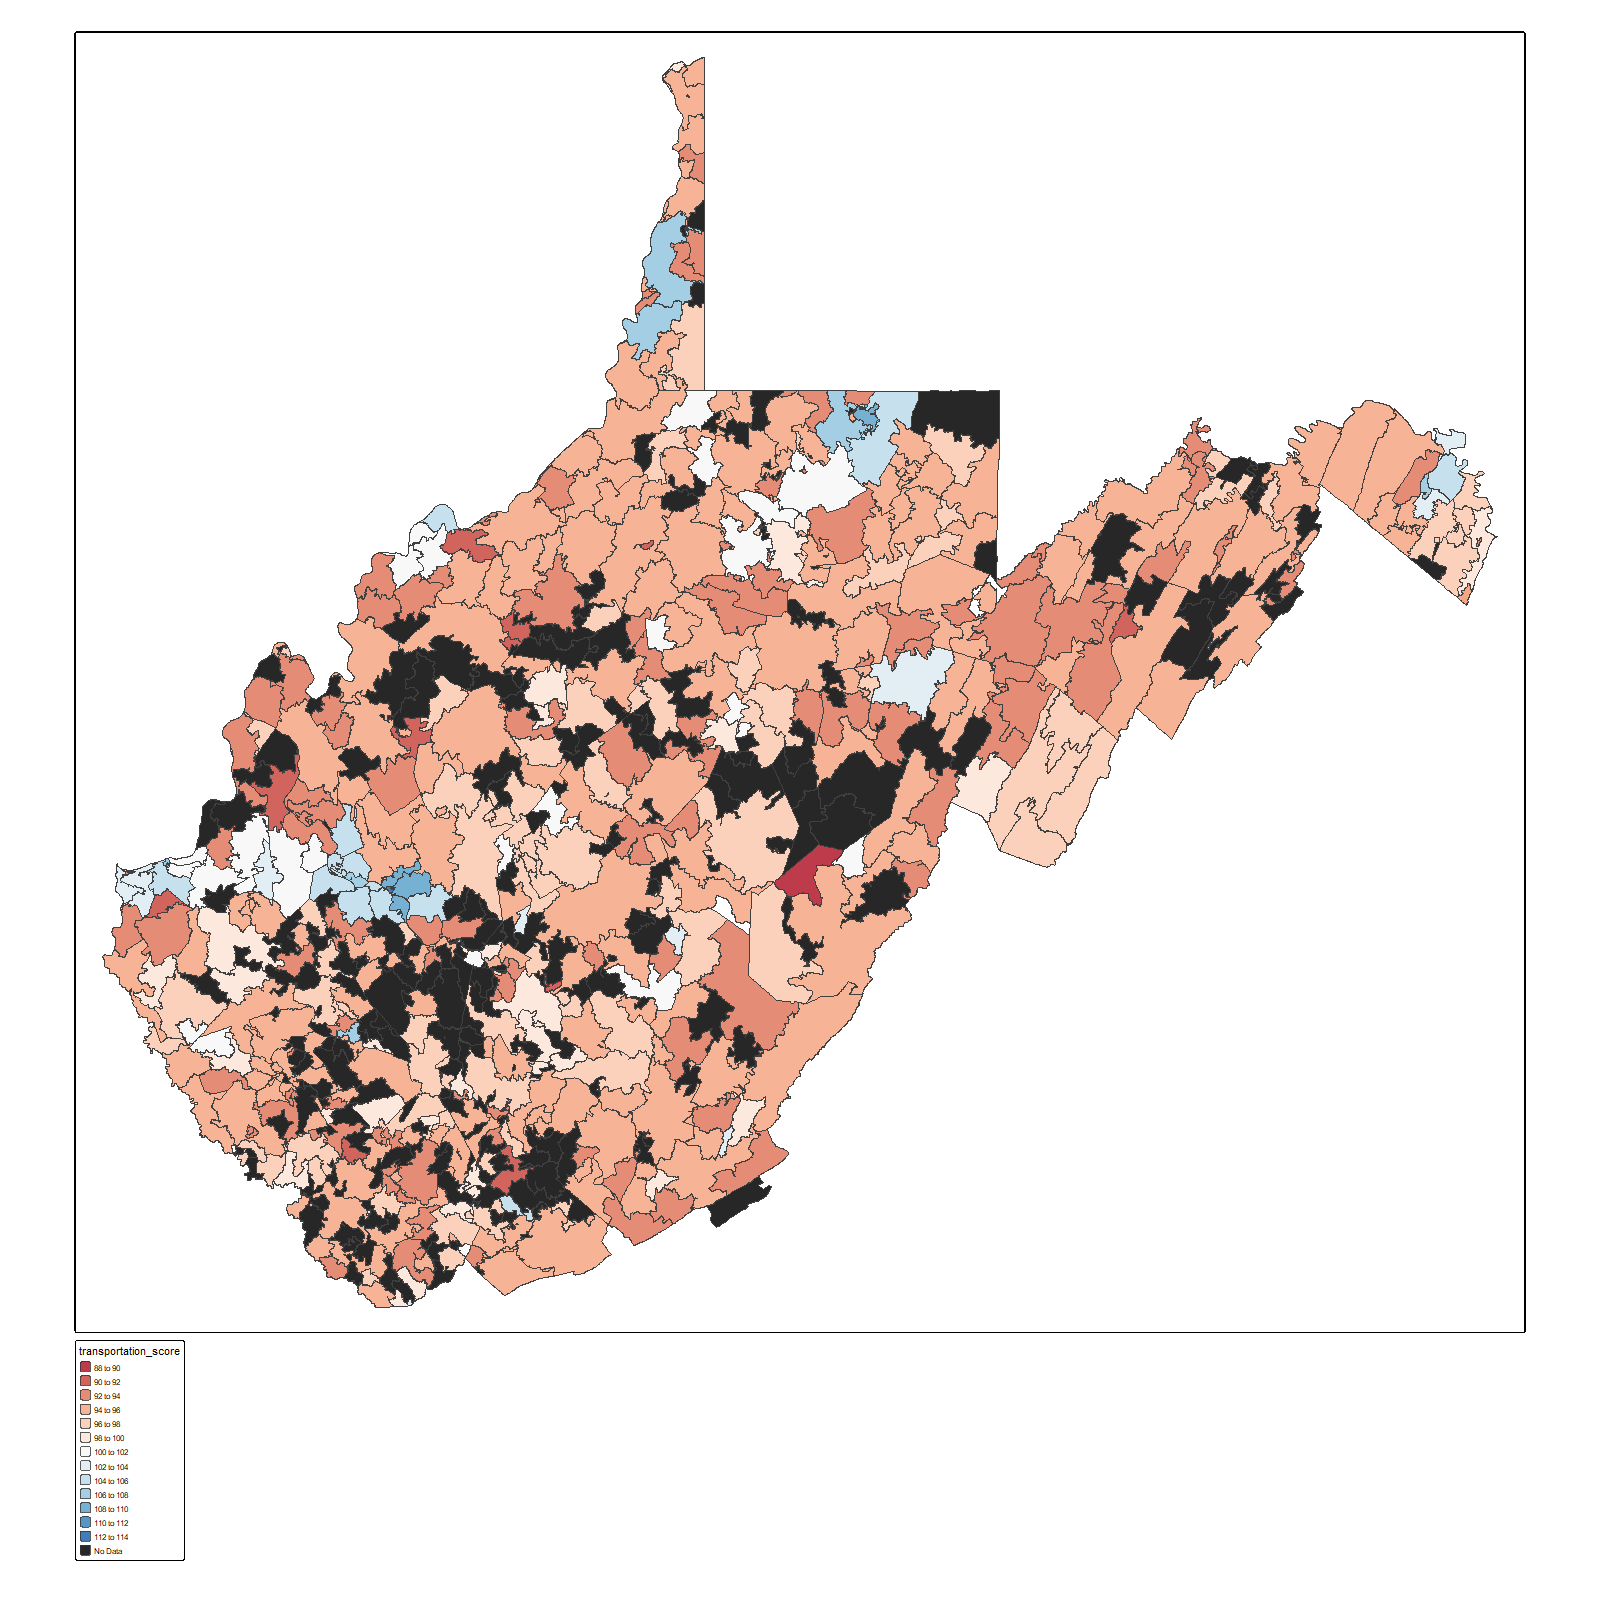 transportation_score
88 to 90
90 to 92
92 to 94
94 to 96
96 to 98
98 to 100
100 to 102
102 to 104
104 to 106
106 to 108
108 to 110
110 to 112
112 to 114
No Data